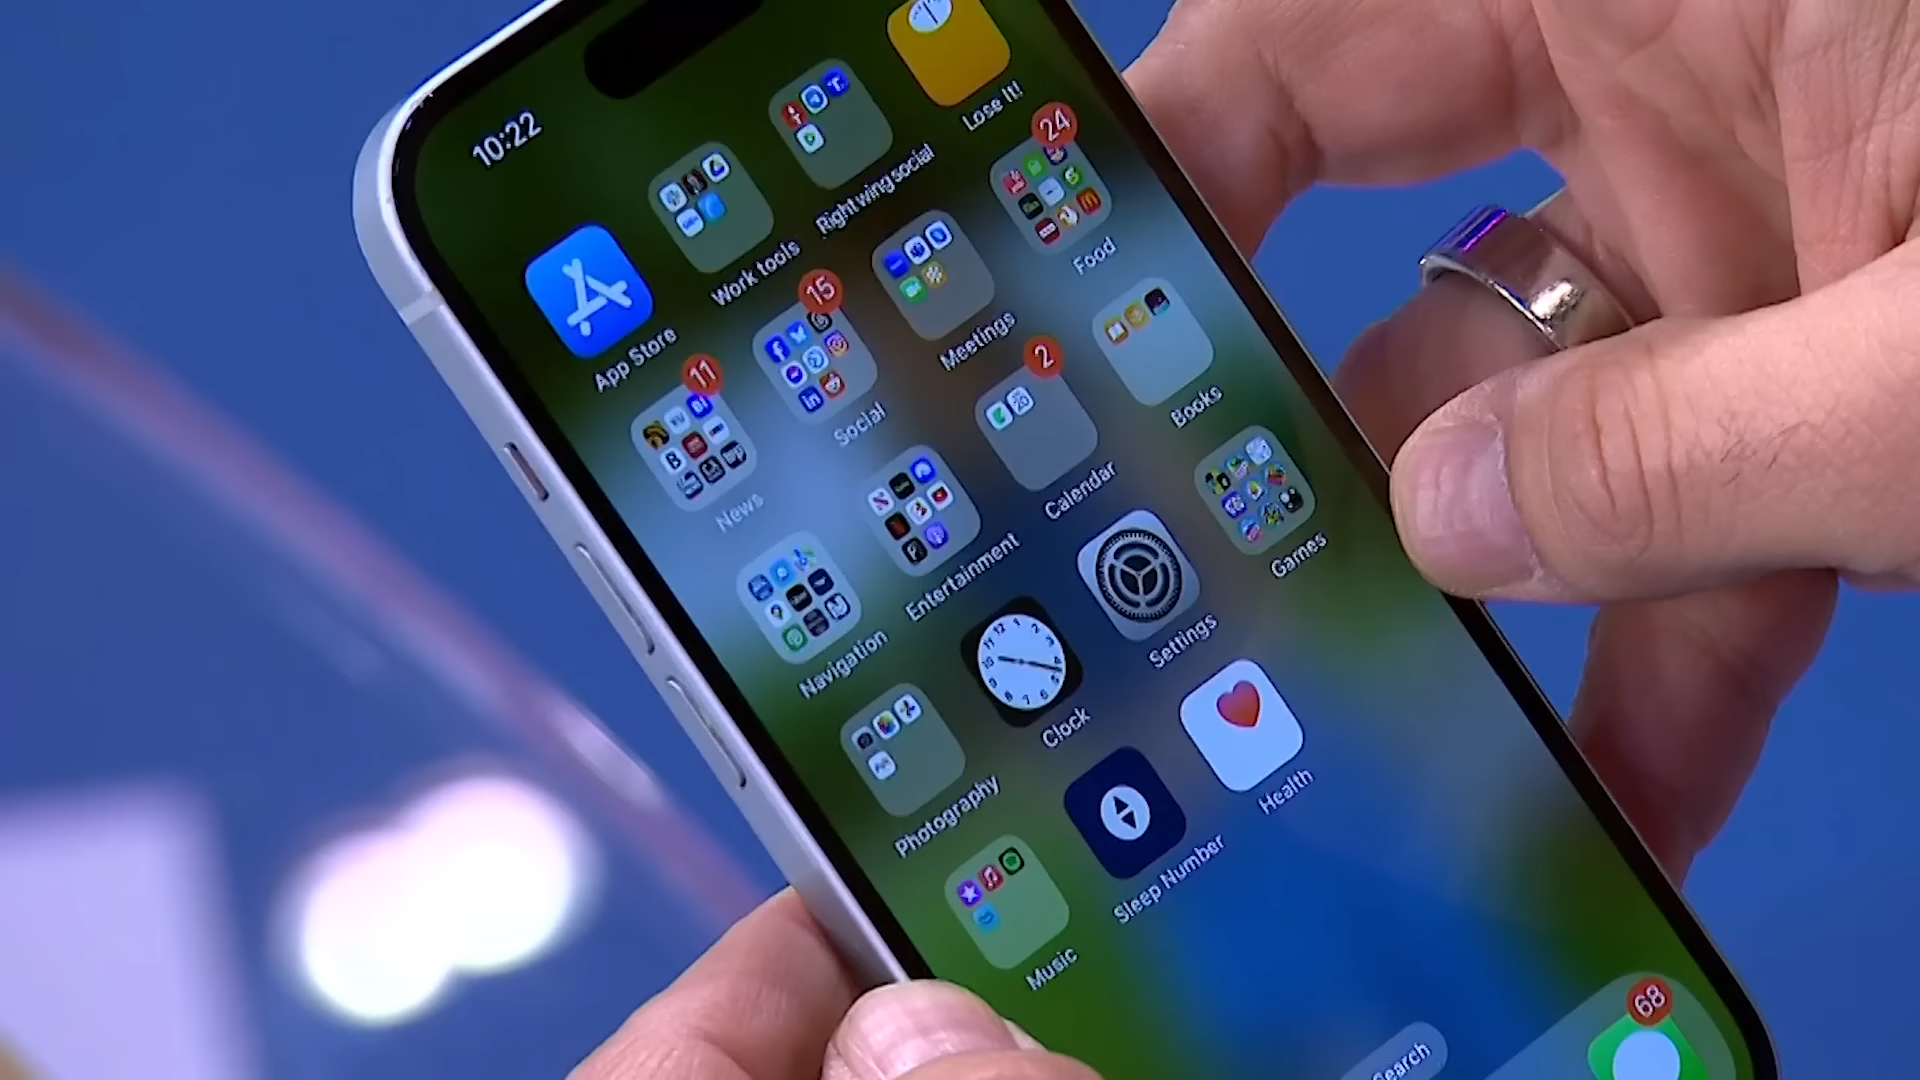 10:22
App Store
Work tools
Right wing social
Lose It!
11
News
15
Social
Meetings
24
Food
Navigation
Entertainment
2
Calendar
Books
Photography
Clock
Settings
Games
Music
Sleep Number
Health
Search
68